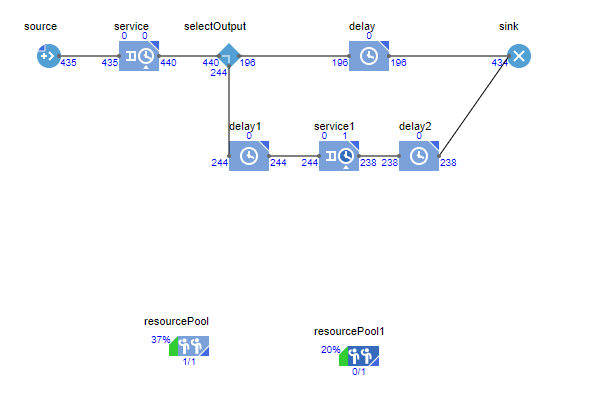 source
service
selectOutput
delay
sink
0 0
0
435
435
440
440
196
196
196
434
244
delay1
service1
delay2
0
0 1
0
244
244
244
238
238
238
resourcePool
37%
1/1
resourcePool1
20%
0/1